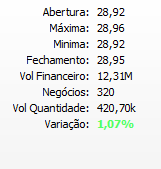 Abertura: 28,92
Máxima: 28,96
Minima: 28,92
Fechamento: 28,95
Vol Financeiro: 12,31M
Negócios: 320
Vol Quantidade: 420,70k
Variação: 1,07%